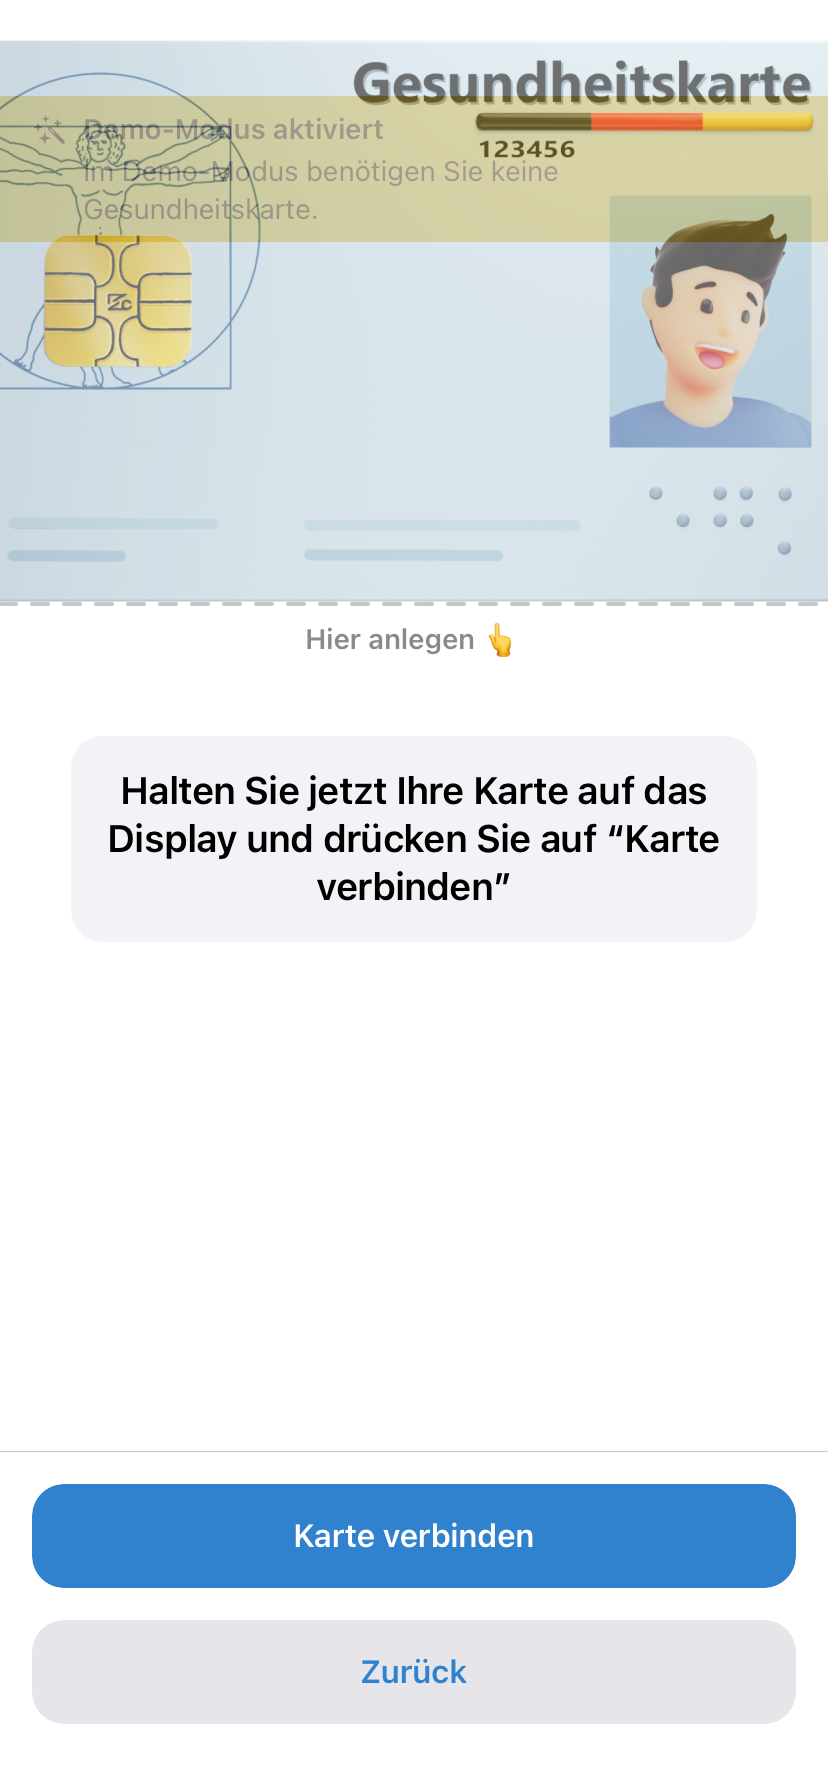 Gesundheitskarte
Demo-Modus aktiviert
123456
Im Demo-Modus benötigen Sie keine
Gesundheitskarte.
Hier anlegen 👆
Halten Sie jetzt Ihre Karte auf das
Display und drücken Sie auf “Karte
verbinden”
Karte verbinden
Zurück